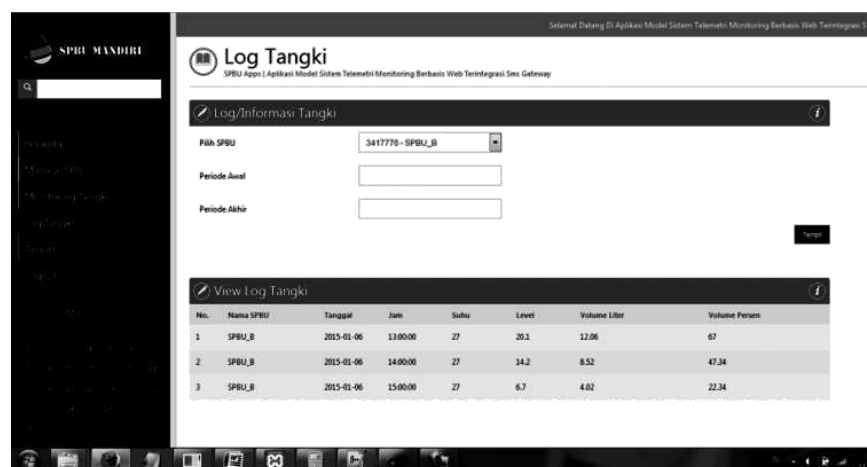 Selamat Datang Di Aplikasi Model Sistem Telemetri Monitoring Berbasis Web Terintegrasi S
SPBU MANDIRI
Log Tangki
SPBU Apps | Aplikasi Model Sistem Telemetri Monitoring Berbasis Web Terintegrasi Sms Gateway
Log/Informasi Tangki
Pilih SPBU 3417776 - SPBU_B
Periode Awal
Periode Akhir
Tampil
View Log Tangki
No. Nama SPBU Tanggal Jam Suhu Level Volume Liter Volume Persen
1 SPBU_B 2015-01-06 13:00:00 27 20.1 12.06 67
2 SPBU_B 2015-01-06 14:00:00 27 14.2 8.52 47.34
3 SPBU_B 2015-01-06 15:00:00 27 6.7 4.02 22.34